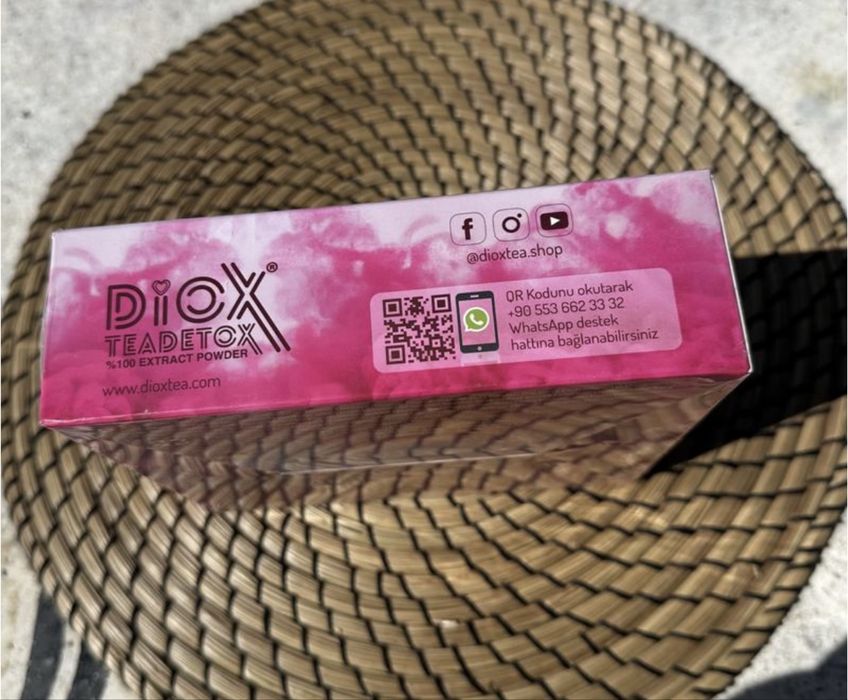 DiOX®
TEADETOX
%100 EXTRACT POWDER
www.dioxtea.com
@dioxtea.shop
QR Kodunu okutarak
+90 553 662 33 32
WhatsApp destek
hattına bağlanabilirsiniz